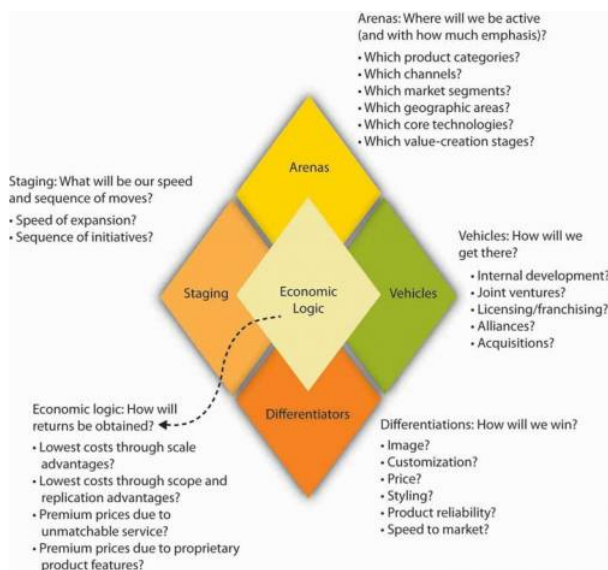 Arenas: Where will we be active
(and with how much emphasis)?
• Which product categories?
• Which channels?
• Which market segments?
• Which geographic areas?
• Which core technologies?
• Which value-creation stages?
Arenas
Staging: What will be our speed
and sequence of moves?
• Speed of expansion?
• Sequence of initiatives?
Vehicles: How will we
get there?
• Internal development?
• Joint ventures?
• Licensing/franchising?
• Alliances?
• Acquisitions?
Staging
Economic
Logic
Vehicles
Differentiators
Economic logic: How will
returns be obtained?
• Lowest costs through scale
advantages?
• Lowest costs through scope and
replication advantages?
• Premium prices due to
unmatchable service?
• Premium prices due to proprietary
product features?
Differentiations: How will we win?
• Image?
• Customization?
• Price?
• Styling?
• Product reliability?
• Speed to market?